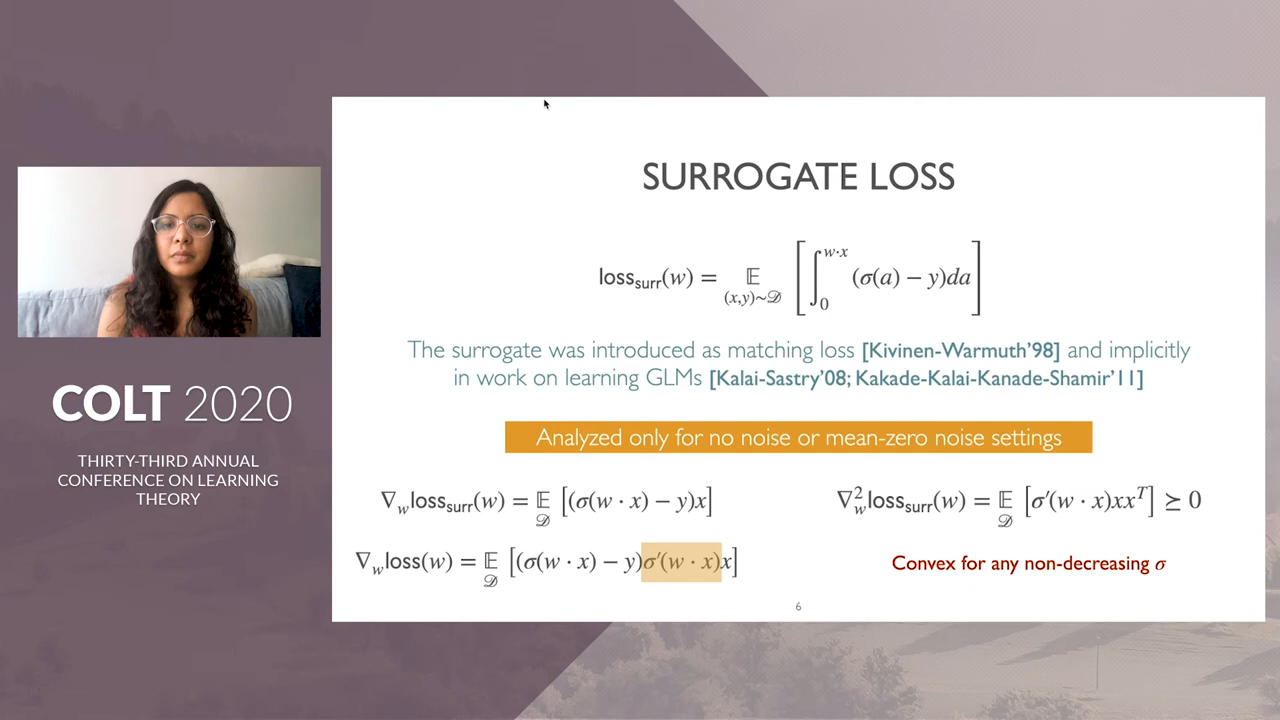 SURROGATE LOSS
loss_surr(w) = 𝔼_{(x,y)∼𝒟} [∫_0^{w·x} (σ(a) − y)da]
The surrogate was introduced as matching loss [Kivinen-Warmuth’98] and implicitly
in work on learning GLMs [Kalai-Sastry’08; Kakade-Kalai-Kanade-Shamir’11]
Analyzed only for no noise or mean-zero noise settings
∇_w loss_surr(w) = 𝔼_𝒟 [(σ(w · x) − y)x]
∇²_w loss_surr(w) = 𝔼_𝒟 [σ′(w · x)xx^T] ⪰ 0
∇_w loss(w) = 𝔼_𝒟 [(σ(w · x) − y)σ′(w · x)x]
Convex for any non-decreasing σ
6
COLT 2020
THIRTY-THIRD ANNUAL
CONFERENCE ON LEARNING
THEORY